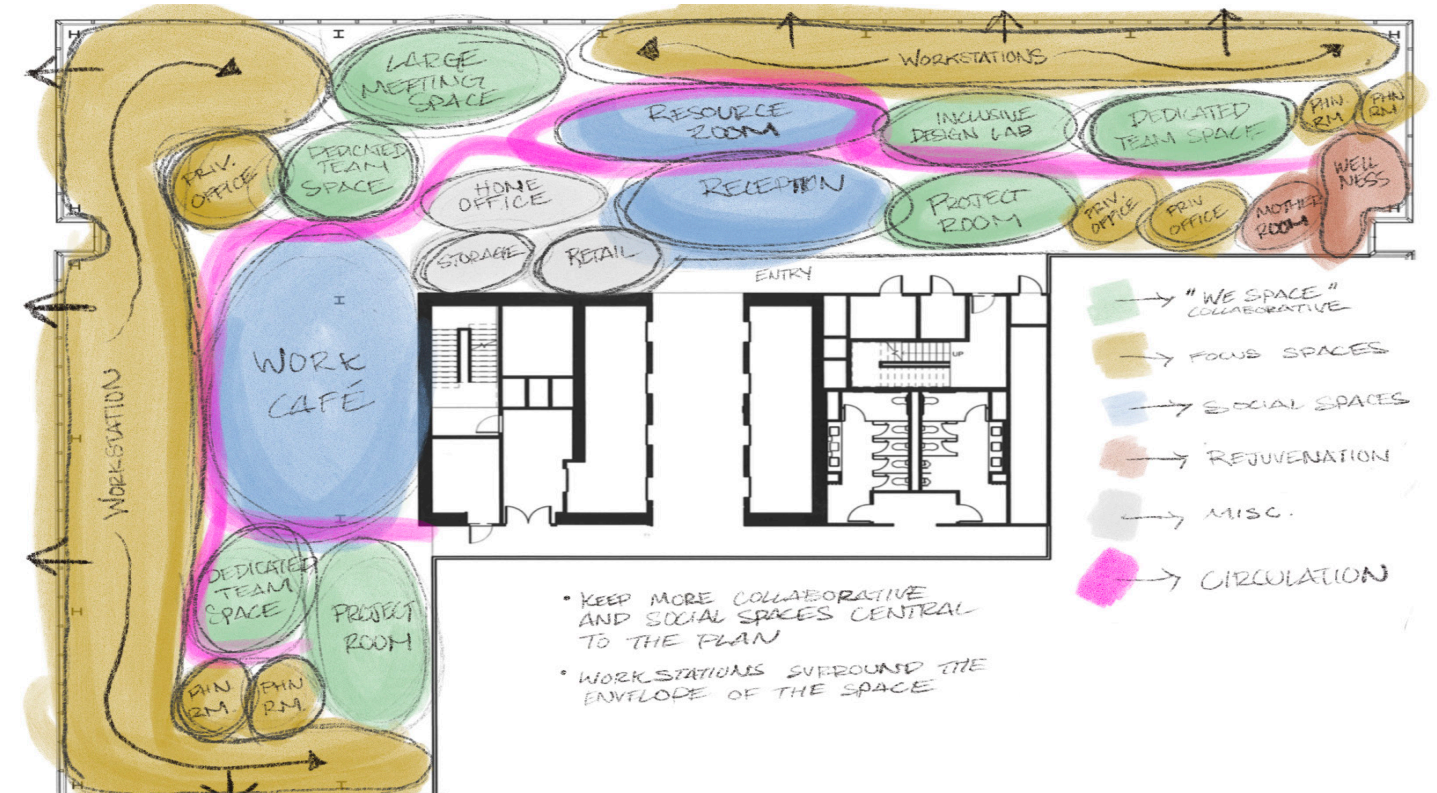 LARGE
MEETING
SPACE
WORKSTATIONS
RESOURCE
ROOM
INCLUSIVE
DESIGN LAB
DEDICATED
TEAM SPACE
PHN
RM.
PHN
RM.
PRIV.
OFFICE
DEDICATED
TEAM
SPACE
HOME
OFFICE
RECEPTION
PROJECT
ROOM
PRIV.
OFFICE
PRIV
OFFICE
MOTHER
ROOM
WELL
NESS
STORAGE
RETAIL
ENTRY
UP
WORK
CAFÉ
WORKSTATION
DEDICATED
TEAM
SPACE
PROJECT
ROOM
PHN
RM.
PHN
RM.
"WE SPACE"
COLLABORATIVE
FOCUS SPACES
SOCIAL SPACES
REJUVENATION
MISC.
CIRCULATION
• KEEP MORE COLLABORATIVE
AND SOCIAL SPACES CENTRAL
TO THE PLAN
• WORKSTATIONS SURROUND THE
ENVELOPE OF THE SPACE